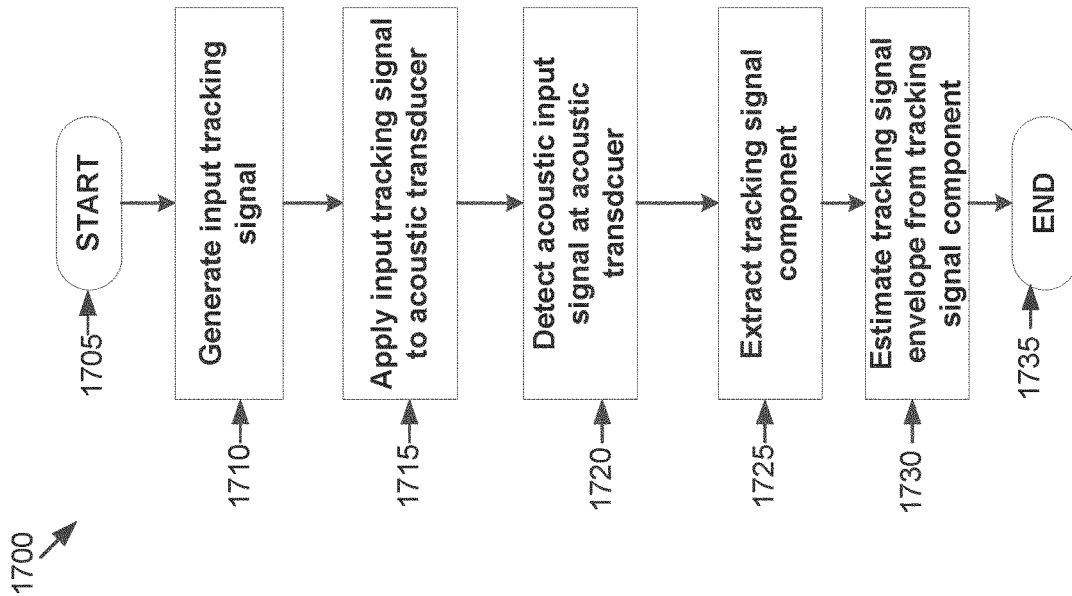 1700
1705
START
1710
Generate input tracking
signal
1715
Apply input tracking signal
to acoustic transducer
1720
Detect acoustic input
signal at acoustic
transdcuer
1725
Extract tracking signal
component
1730
Estimate tracking signal
envelope from tracking
signal component
1735
END